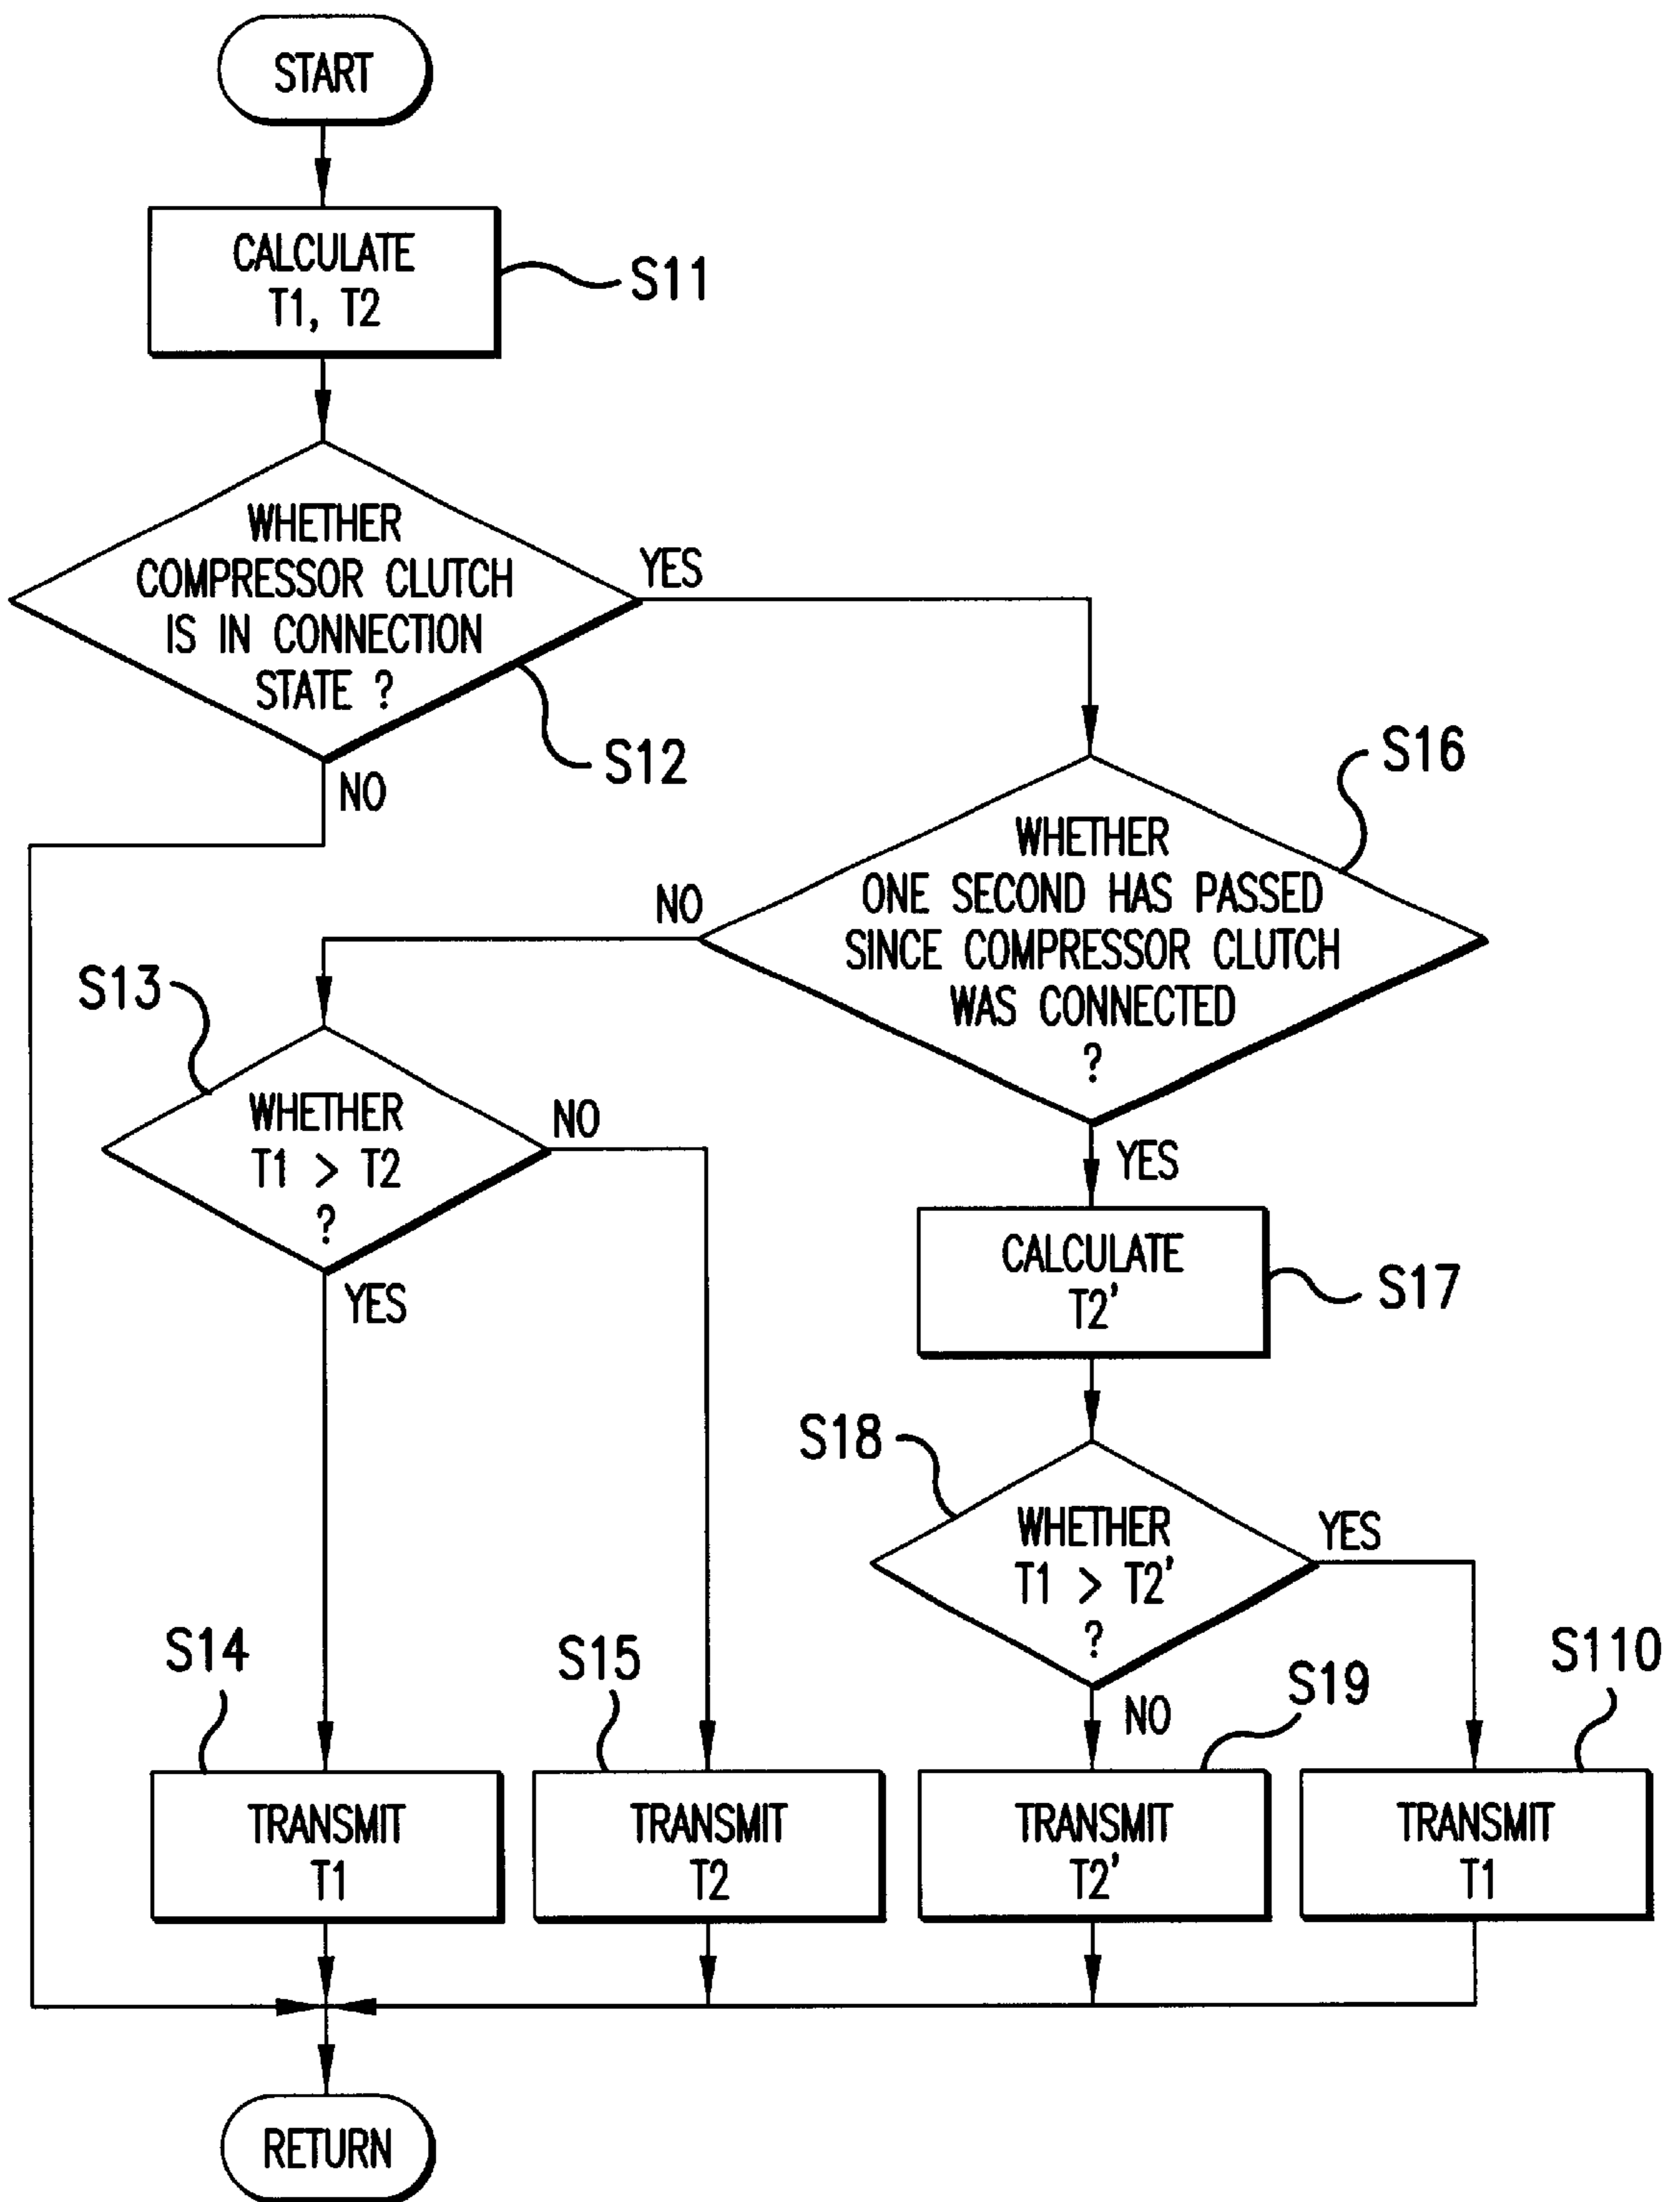 START
CALCULATE
T1, T2
S11
WHETHER
COMPRESSOR CLUTCH
IS IN CONNECTION
STATE ?
YES
S12
NO
S16
WHETHER
ONE SECOND HAS PASSED
SINCE COMPRESSOR CLUTCH
WAS CONNECTED
?
NO
YES
S13
WHETHER
T1 > T2
?
NO
YES
CALCULATE
T2'
S17
S18
WHETHER
T1 > T2'
?
YES
NO
S14
S15
S19
S110
TRANSMIT
T1
TRANSMIT
T2
TRANSMIT
T2'
TRANSMIT
T1
RETURN